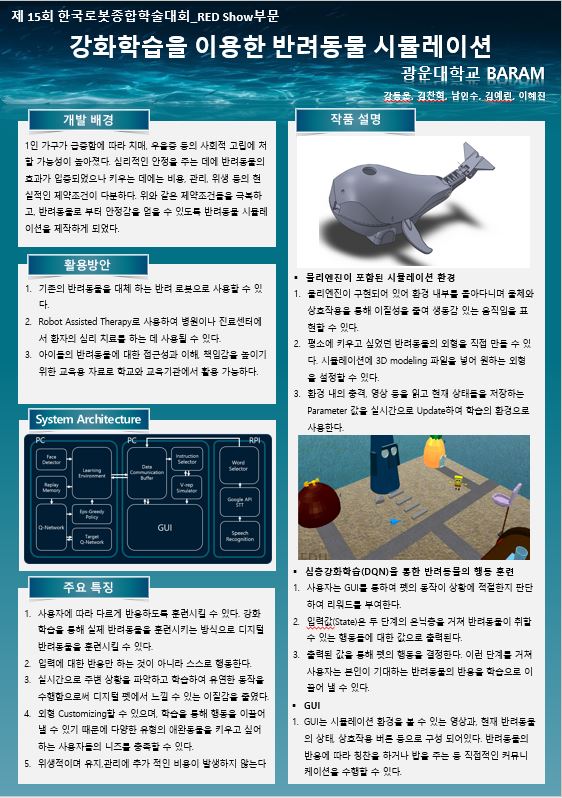 제 15회 한국로봇종합학술대회_RED Show부문
강화학습을 이용한 반려동물 시뮬레이션
광운대학교 BARAM
강동훈, 김찬혁, 남인수, 김예린, 이혜진
개발 배경
1인 가구가 급증함에 따라 치매, 우울증 등의 사회적 고립에 처
할 가능성이 높아졌다. 심리적인 안정을 주는 데에 반려동물의
효과가 입증되었으나 키우는 데에는 비용, 관리, 위생 등의 현
실적인 제약조건이 다분하다. 위와 같은 제약조건들을 극복하
고, 반려동물로 부터 안정감을 얻을 수 있도록 반려동물 시뮬레
이션을 제작하게 되었다.
활용방안
1. 기존의 반려동물을 대체 하는 반려 로봇으로 사용할 수 있
다.
2. Robot Assisted Therapy로 사용하여 병원이나 진료센터에
서 환자의 심리 치료를 하는 데 사용될 수 있다.
3. 아이들의 반려동물에 대한 접근성과 이해, 책임감을 높이기
위한 교육용 자료로 학교와 교육기관에서 활용 가능하다.
System Architecture
PC PC RPI
Face
Detector
Learning
Environment
Replay
Memory
Q-Network
Eps-Greedy
Policy
Target
Q-Network
Data
Communication
Buffer
Instruction
Selector
V-rep
Simulator
GUI
Word
Selector
Google API
STT
Speech
Recognition
주요 특징
1. 사용자에 따라 다르게 반응하도록 훈련시킬 수 있다. 강화
학습을 통해 실제 반려동물을 훈련시키는 방식으로 디지털
반려동물을 훈련시킬 수 있다.
2. 입력에 대한 반응만 하는 것이 아니라 스스로 행동한다.
3. 실시간으로 주변 상황을 파악하고 학습하여 유연한 동작을
수행함으로써 디지털 펫에서 느낄 수 있는 이질감을 줄였다.
4. 외형 Customizing할 수 있으며, 학습을 통해 행동을 이끌어
낼 수 있기 때문에 다양한 유형의 애완동물을 키우고 싶어
하는 사용자들의 니즈를 충족할 수 있다.
5. 위생적이며 유지,관리에 추가 적인 비용이 발생하지 않는다
작품 설명
▪ 물리엔진이 포함된 시뮬레이션 환경
1. 물리엔진이 구현되어 있어 환경 내부를 돌아다니며 물체와
상호작용을 통해 이질성을 줄여 생동감 있는 움직임을 표
현할 수 있다.
2. 평소에 키우고 싶었던 반려동물의 외형을 직접 만들 수 있
다. 시뮬레이션에 3D modeling 파일을 넣어 원하는 외형
을 설정할 수 있다.
3. 환경 내의 충격, 영상 등을 읽고 현재 상태들을 저장하는
Parameter 값을 실시간으로 Update하여 학습의 환경으로
사용한다.
EDU
▪ 심층강화학습(DQN)을 통한 반려동물의 행동 훈련
1. 사용자는 GUI를 통하여 펫의 동작이 상황에 적절한지 판단
하여 리워드를 부여한다.
2. 입력값(State)은 두 단계의 은닉층을 거쳐 반려동물이 취할
수 있는 행동들에 대한 값으로 출력된다.
3. 출력된 값을 통해 펫의 행동을 결정한다. 이런 단계를 거쳐
사용자는 본인이 기대하는 반려동물의 반응을 학습으로 이
끌어 낼 수 있다.
▪ GUI
1. GUI는 시뮬레이션 환경을 볼 수 있는 영상과, 현재 반려동물
의 상태, 상호작용 버튼 등으로 구성 되어있다. 반려동물의
반응에 따라 칭찬을 하거나 밥을 주는 등 직접적인 커뮤니
케이션을 수행할 수 있다.